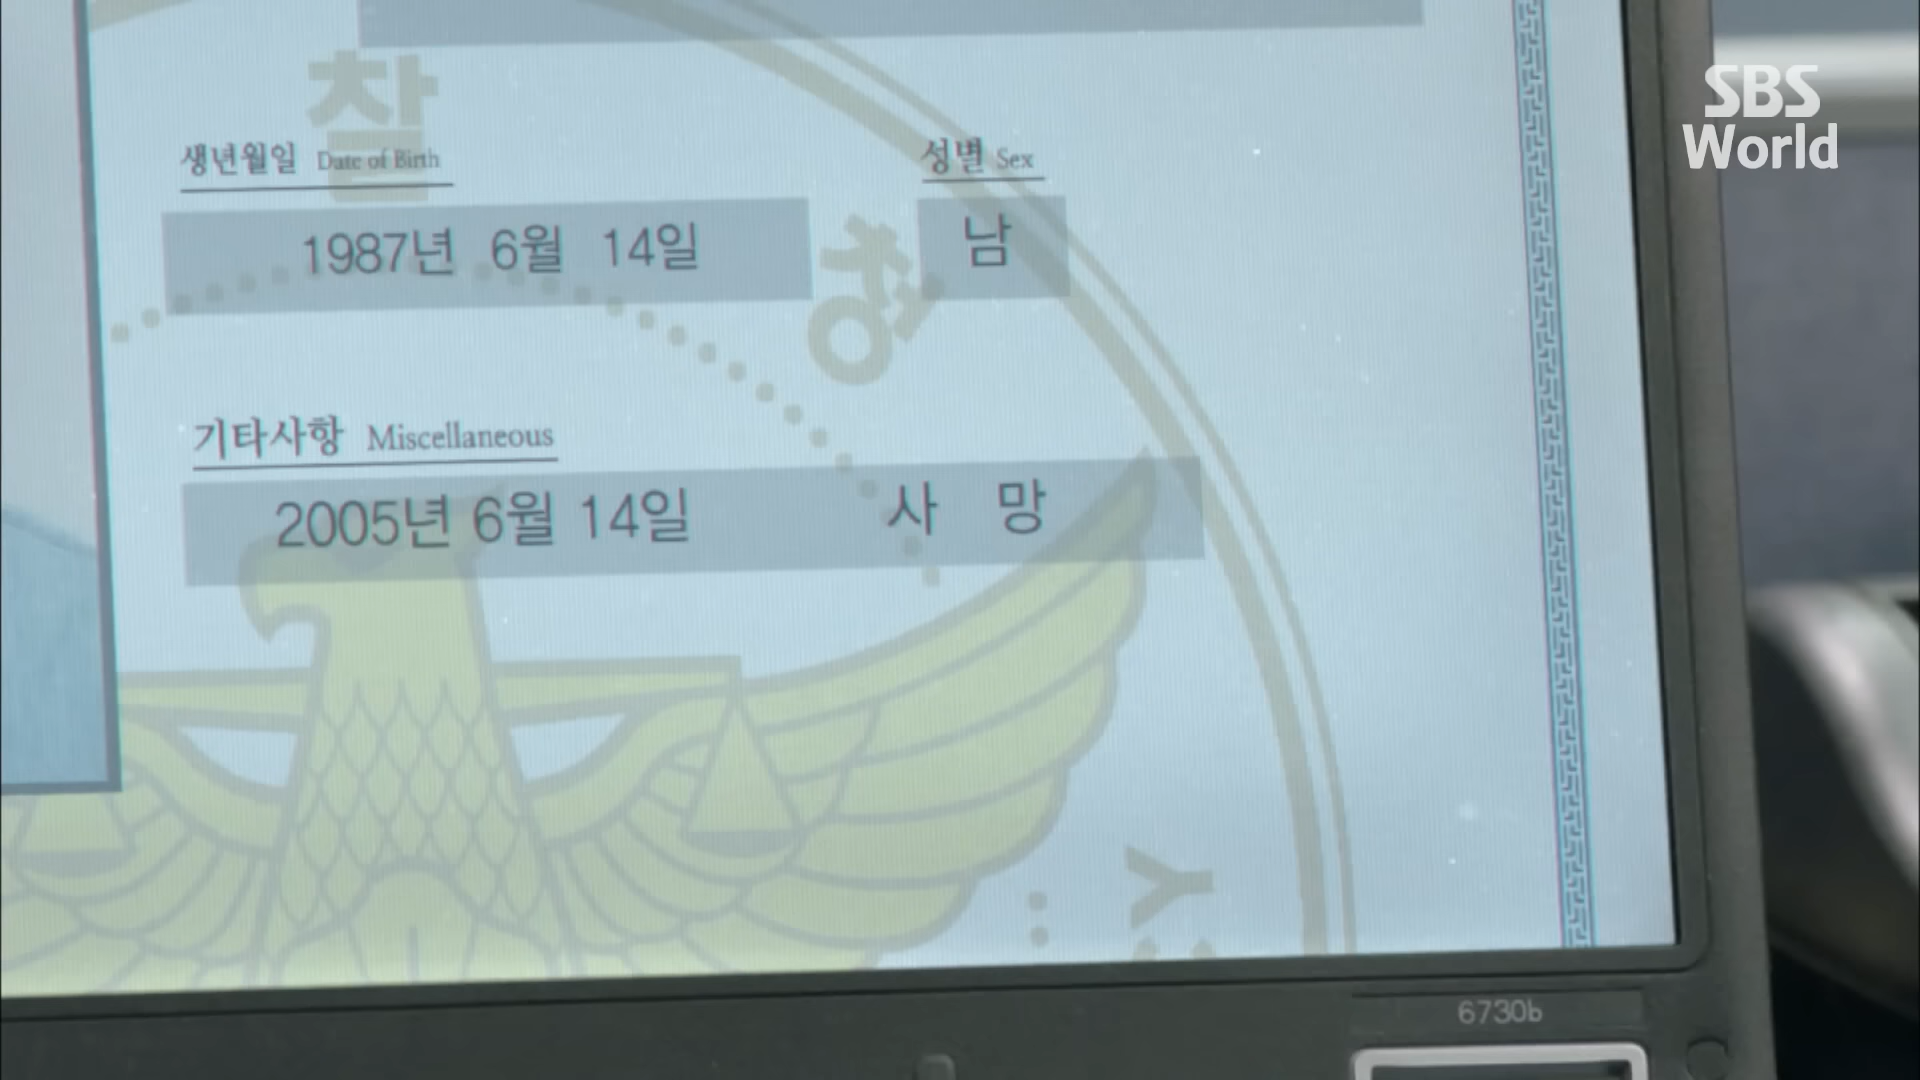 SBS
World
찰
생년월일 Date of Birth
성별 Sex
1987년 6월 14일
남
청
기타사항 Miscellaneous
2005년 6월 14일 사 망
Y
6730b